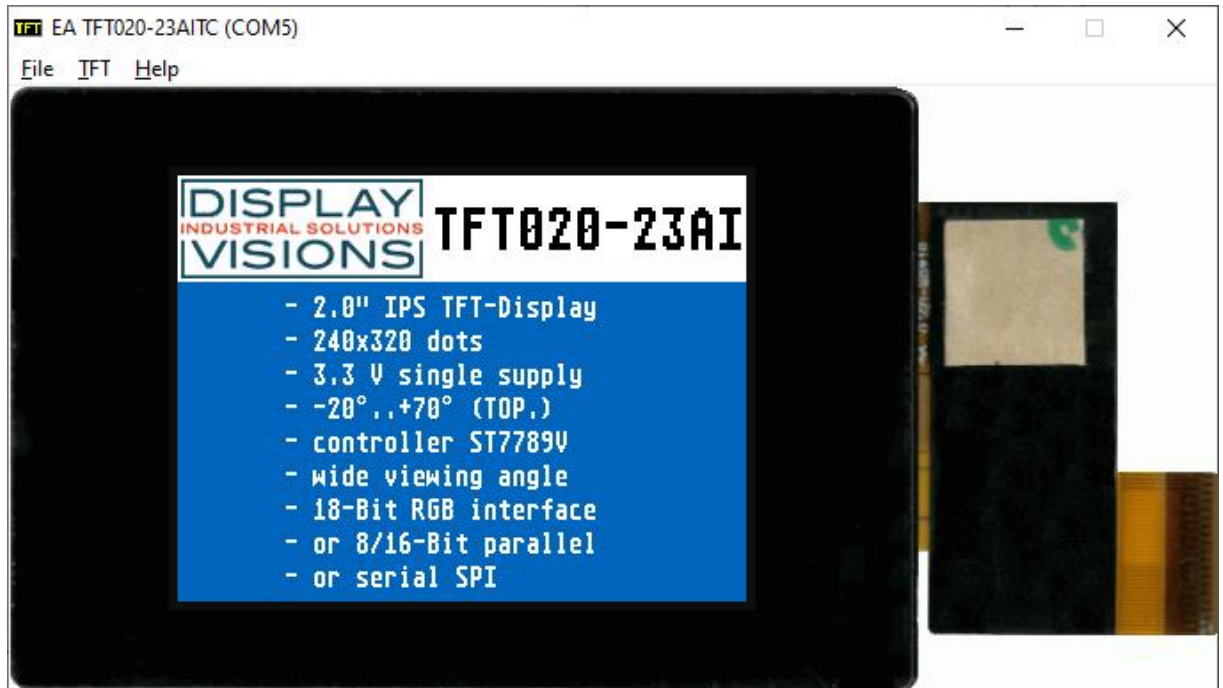 TFT EA TFT020-23AITC (COM5)
File TFT Help
DISPLAY
INDUSTRIAL SOLUTIONS
VISIONS
TFT020-23AI
- 2.0" IPS TFT-Display
- 240x320 dots
- 3.3 V single supply
- -20°..+70° (TOP.)
- controller ST7789V
- wide viewing angle
- 18-Bit RGB interface
- or 8/16-Bit parallel
- or serial SPI